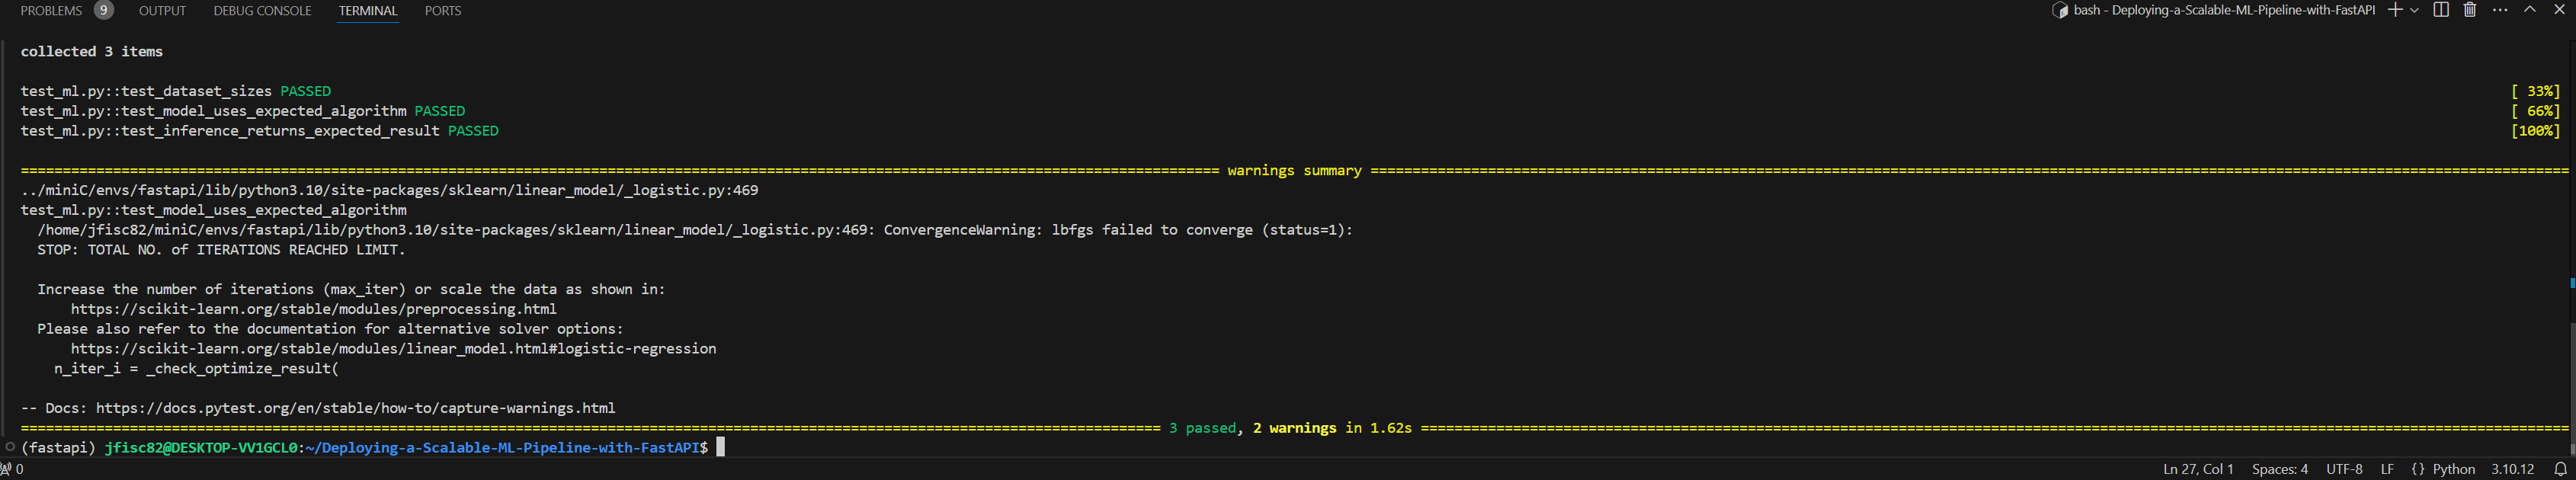 PROBLEMS 9 OUTPUT DEBUG CONSOLE TERMINAL PORTS bash - Deploying-a-Scalable-ML-Pipeline-with-FastAPI
collected 3 items
test_ml.py::test_dataset_sizes PASSED [ 33%]
test_ml.py::test_model_uses_expected_algorithm PASSED [ 66%]
test_ml.py::test_inference_returns_expected_result PASSED [100%]
warnings summary
../miniC/envs/fastapi/lib/python3.10/site-packages/sklearn/linear_model/_logistic.py:469
test_ml.py::test_model_uses_expected_algorithm
/home/jfisc82/miniC/envs/fastapi/lib/python3.10/site-packages/sklearn/linear_model/_logistic.py:469: ConvergenceWarning: lbfgs failed to converge (status=1):
STOP: TOTAL NO. of ITERATIONS REACHED LIMIT.
Increase the number of iterations (max_iter) or scale the data as shown in:
https://scikit-learn.org/stable/modules/preprocessing.html
Please also refer to the documentation for alternative solver options:
https://scikit-learn.org/stable/modules/linear_model.html#logistic-regression
n_iter_i = _check_optimize_result(
-- Docs: https://docs.pytest.org/en/stable/how-to/capture-warnings.html
3 passed, 2 warnings in 1.62s
(fastapi) jfisc82@DESKTOP-VV1GCL0:~/Deploying-a-Scalable-ML-Pipeline-with-FastAPI$
0 Ln 27, Col 1 Spaces: 4 UTF-8 LF {} Python 3.10.12